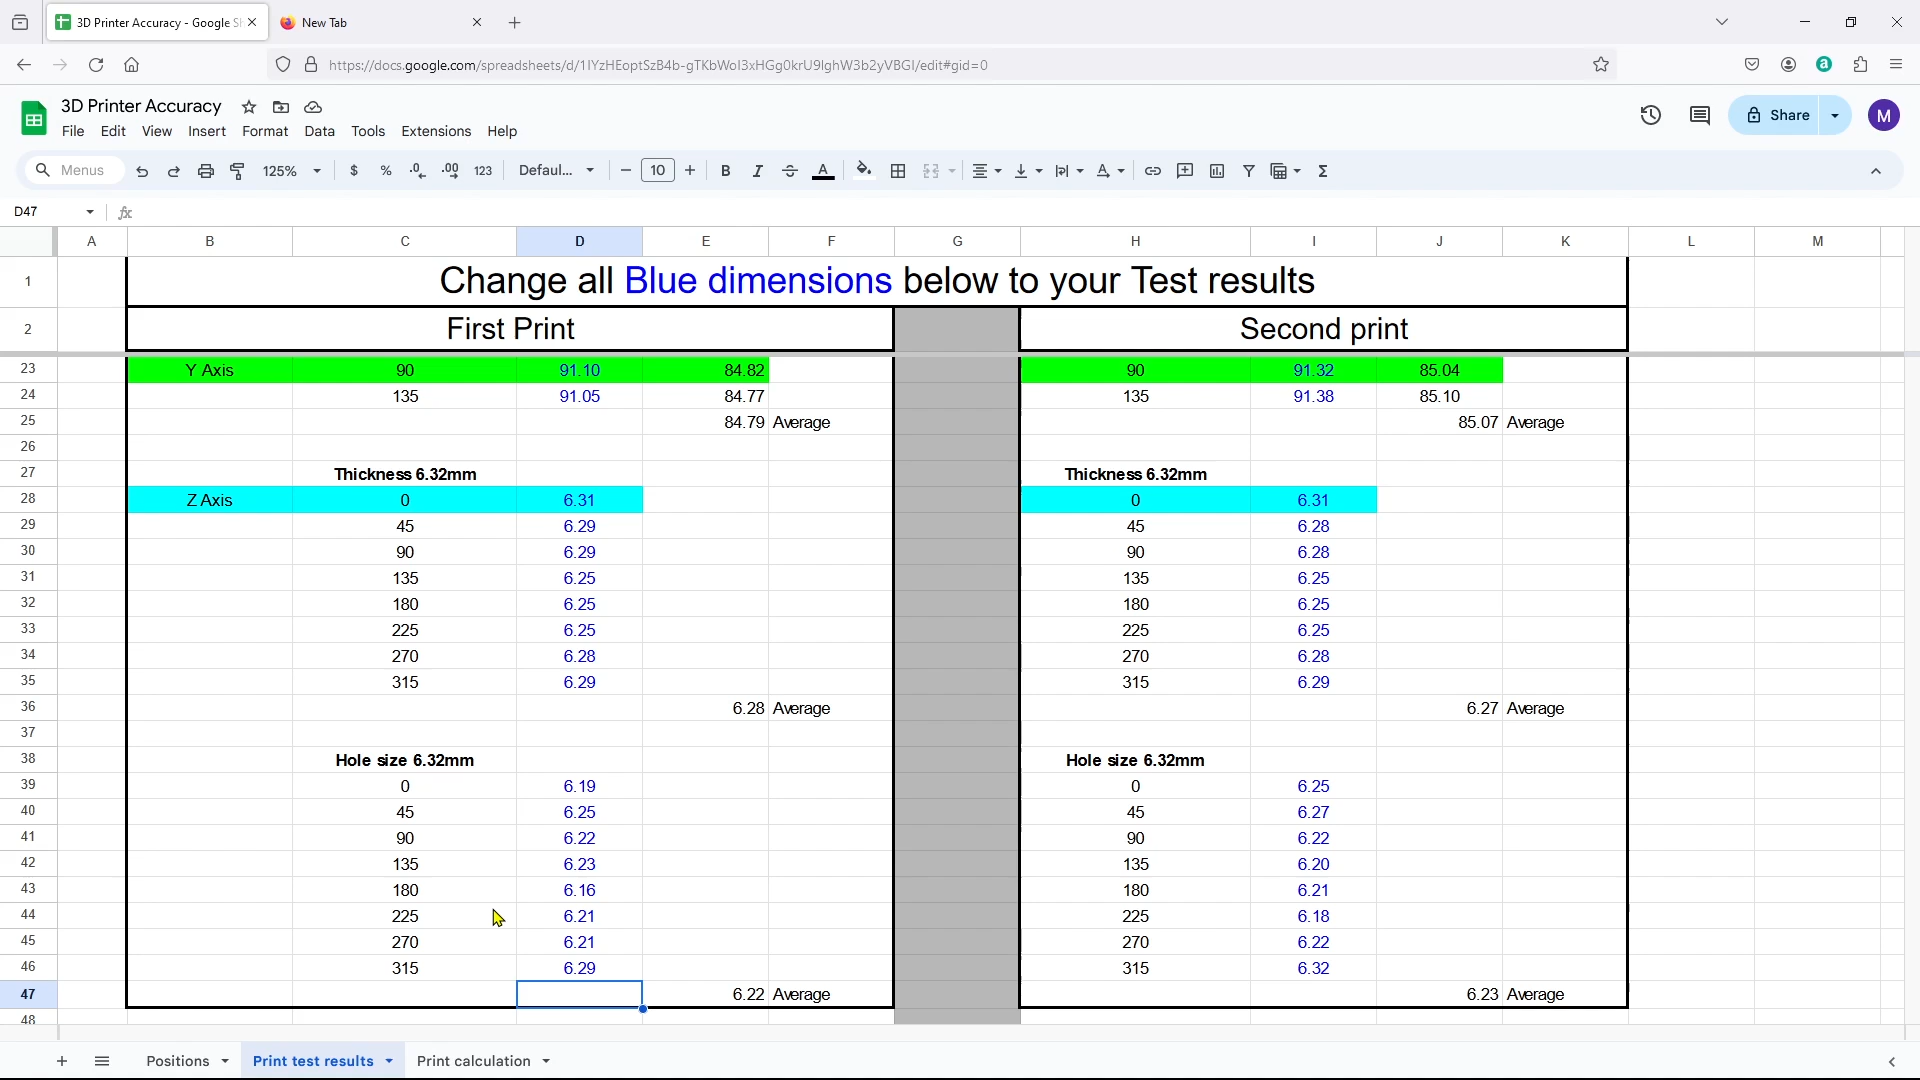 3D Printer Accuracy - Google Sh
New Tab
https://docs.google.com/spreadsheets/d/1IYzHEoptSzB4b-gTKbWoI3xHGg0krU9IghW3b2yVBGI/edit#gid=0
a
3D Printer Accuracy
File Edit View Insert Format Data Tools Extensions Help
Share
M
Menus 125% $ % .0 .00 123 Defaul... 10 B I A
D47 fx
A B C D E F G H I J K L M
1 Change all Blue dimensions below to your Test results
2 First Print Second print
23 Y Axis 90 91.10 84.82 90 91.32 85.04
24 135 91.05 84.77 135 91.38 85.10
25 84.79 Average 85.07 Average
26
27 Thickness 6.32mm Thickness 6.32mm
28 Z Axis 0 6.31 0 6.31
29 45 6.29 45 6.28
30 90 6.29 90 6.28
31 135 6.25 135 6.25
32 180 6.25 180 6.25
33 225 6.25 225 6.25
34 270 6.28 270 6.28
35 315 6.29 315 6.29
36 6.28 Average 6.27 Average
37
38 Hole size 6.32mm Hole size 6.32mm
39 0 6.19 0 6.25
40 45 6.25 45 6.27
41 90 6.22 90 6.22
42 135 6.23 135 6.20
43 180 6.16 180 6.21
44 225 6.21 225 6.18
45 270 6.21 270 6.22
46 315 6.29 315 6.32
47 6.22 Average 6.23 Average
48
Positions Print test results Print calculation